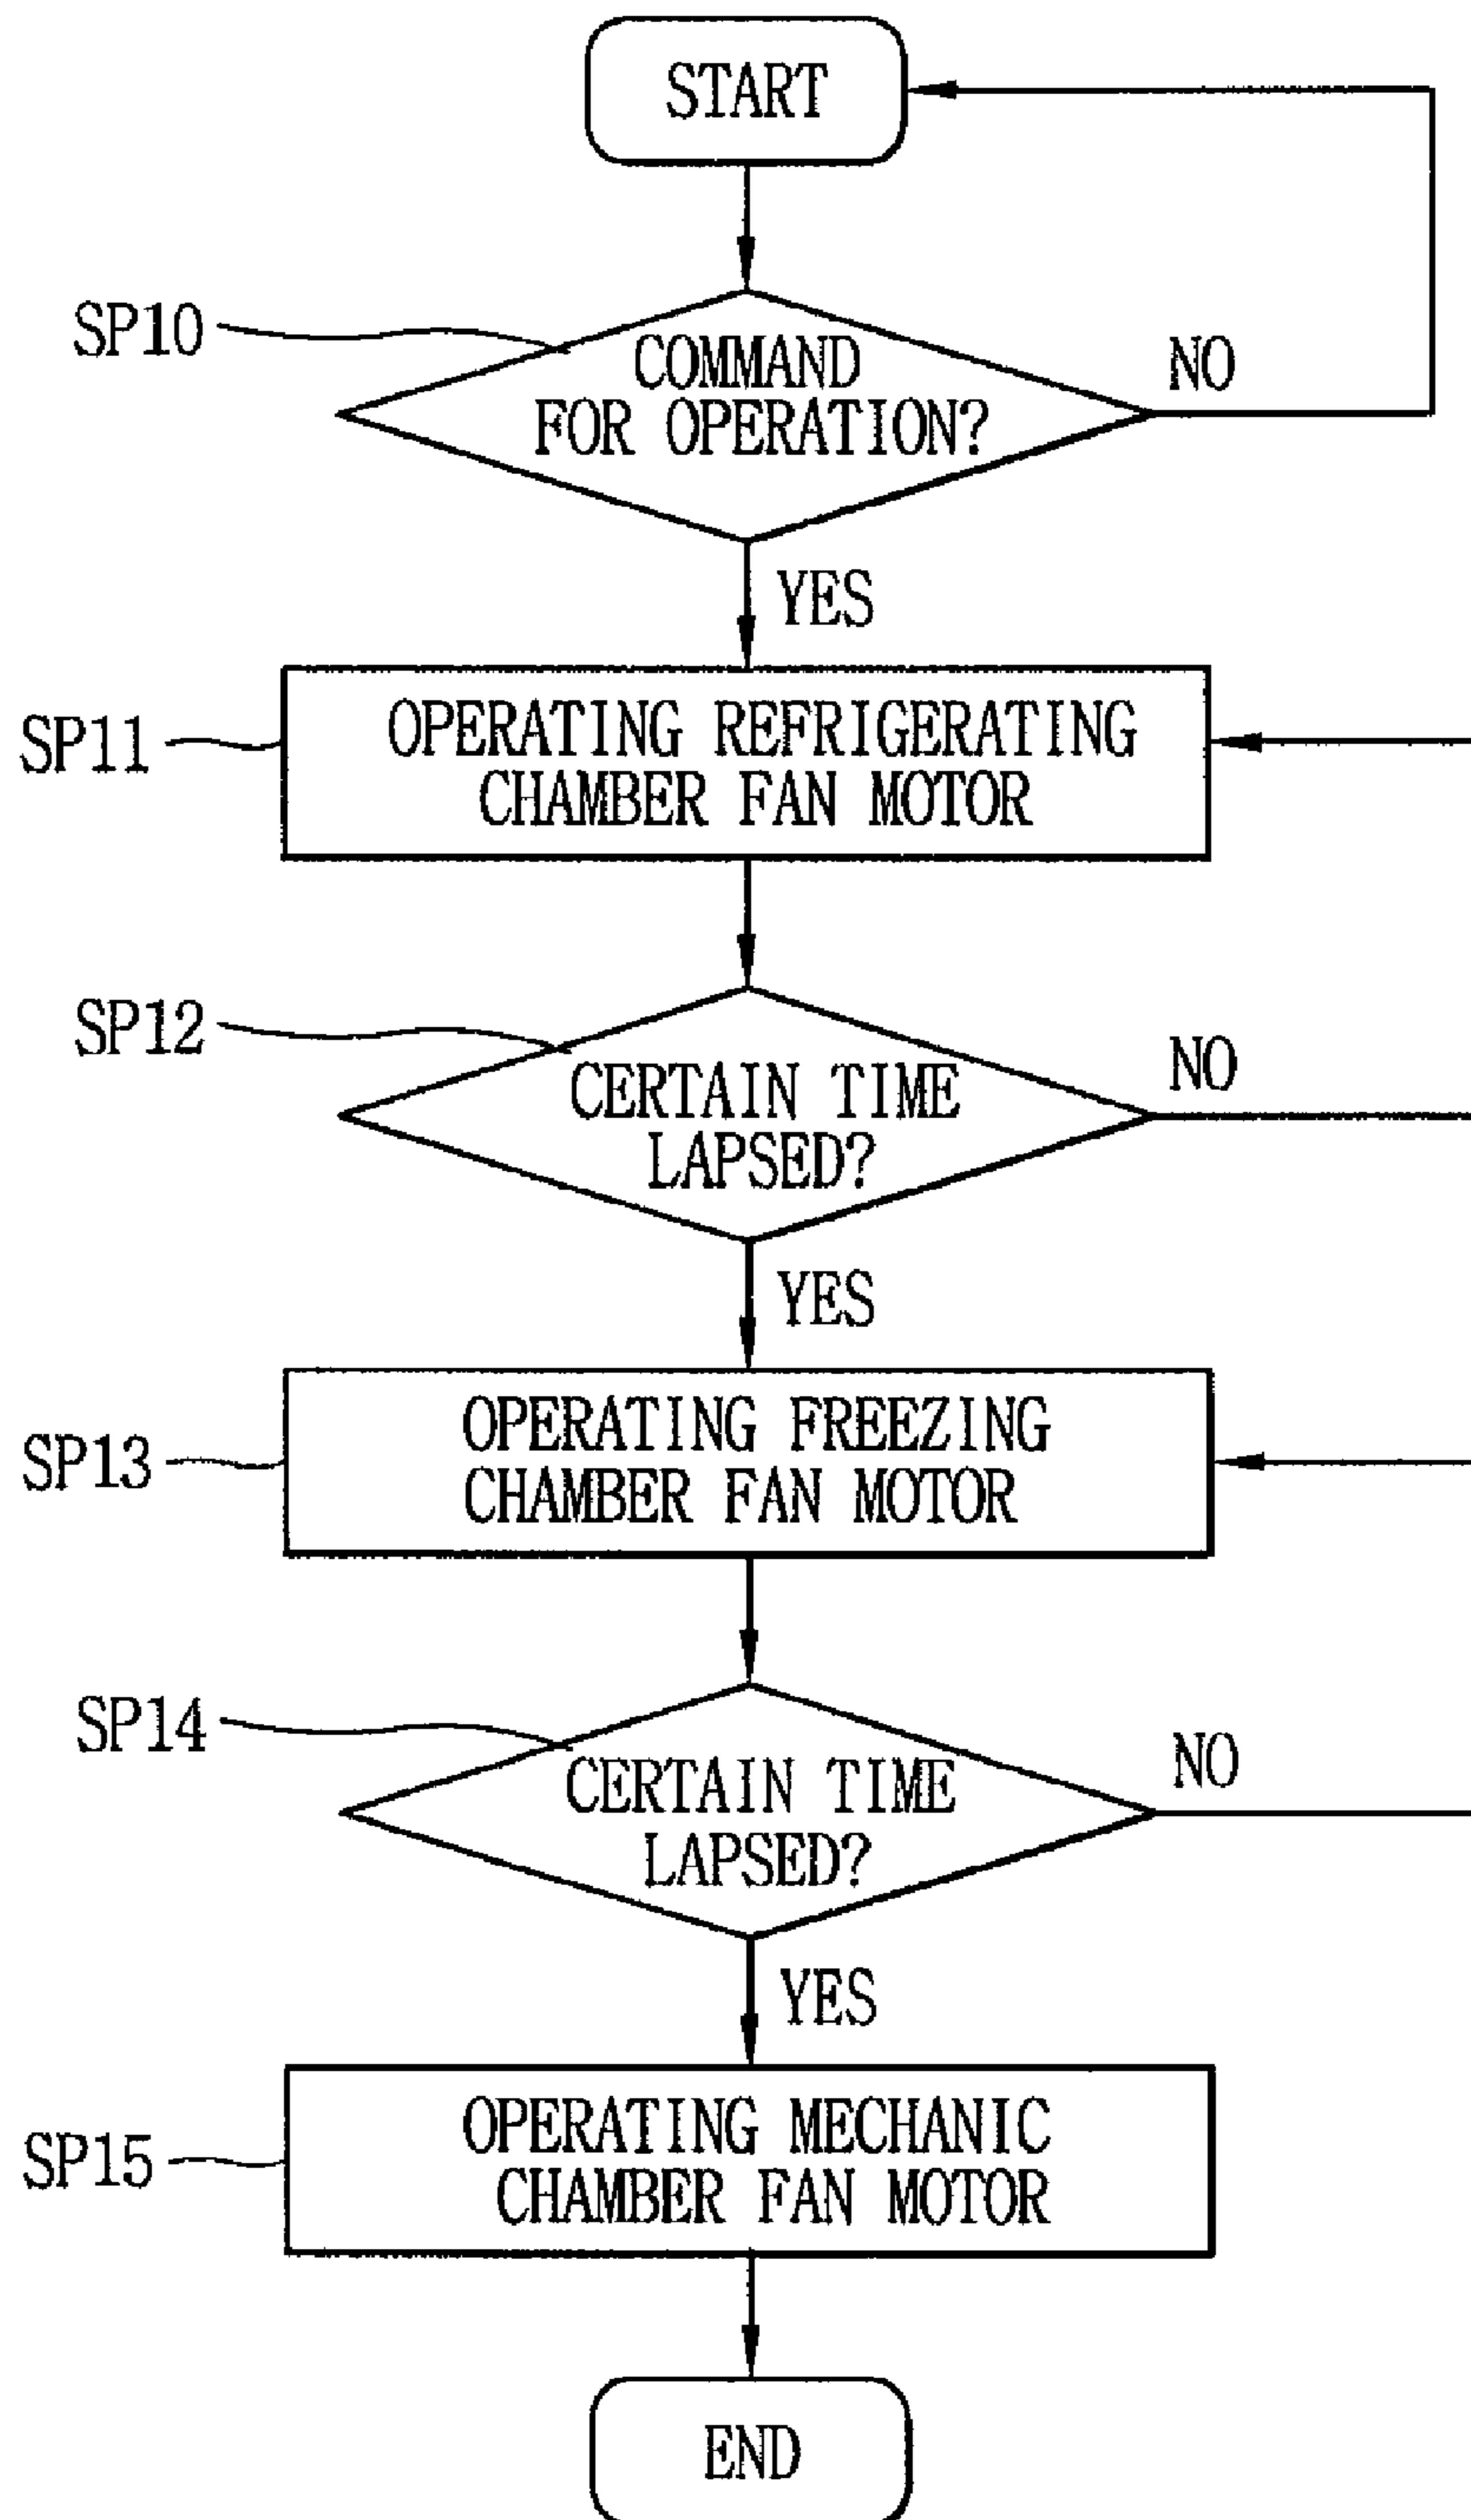 START
SP10
COMMAND
FOR OPERATION?
NO
YES
SP11
OPERATING REFRIGERATING
CHAMBER FAN MOTOR
SP12
CERTAIN TIME
LAPSED?
NO
YES
SP13
OPERATING FREEZING
CHAMBER FAN MOTOR
SP14
CERTAIN TIME
LAPSED?
NO
YES
SP15
OPERATING MECHANIC
CHAMBER FAN MOTOR
END